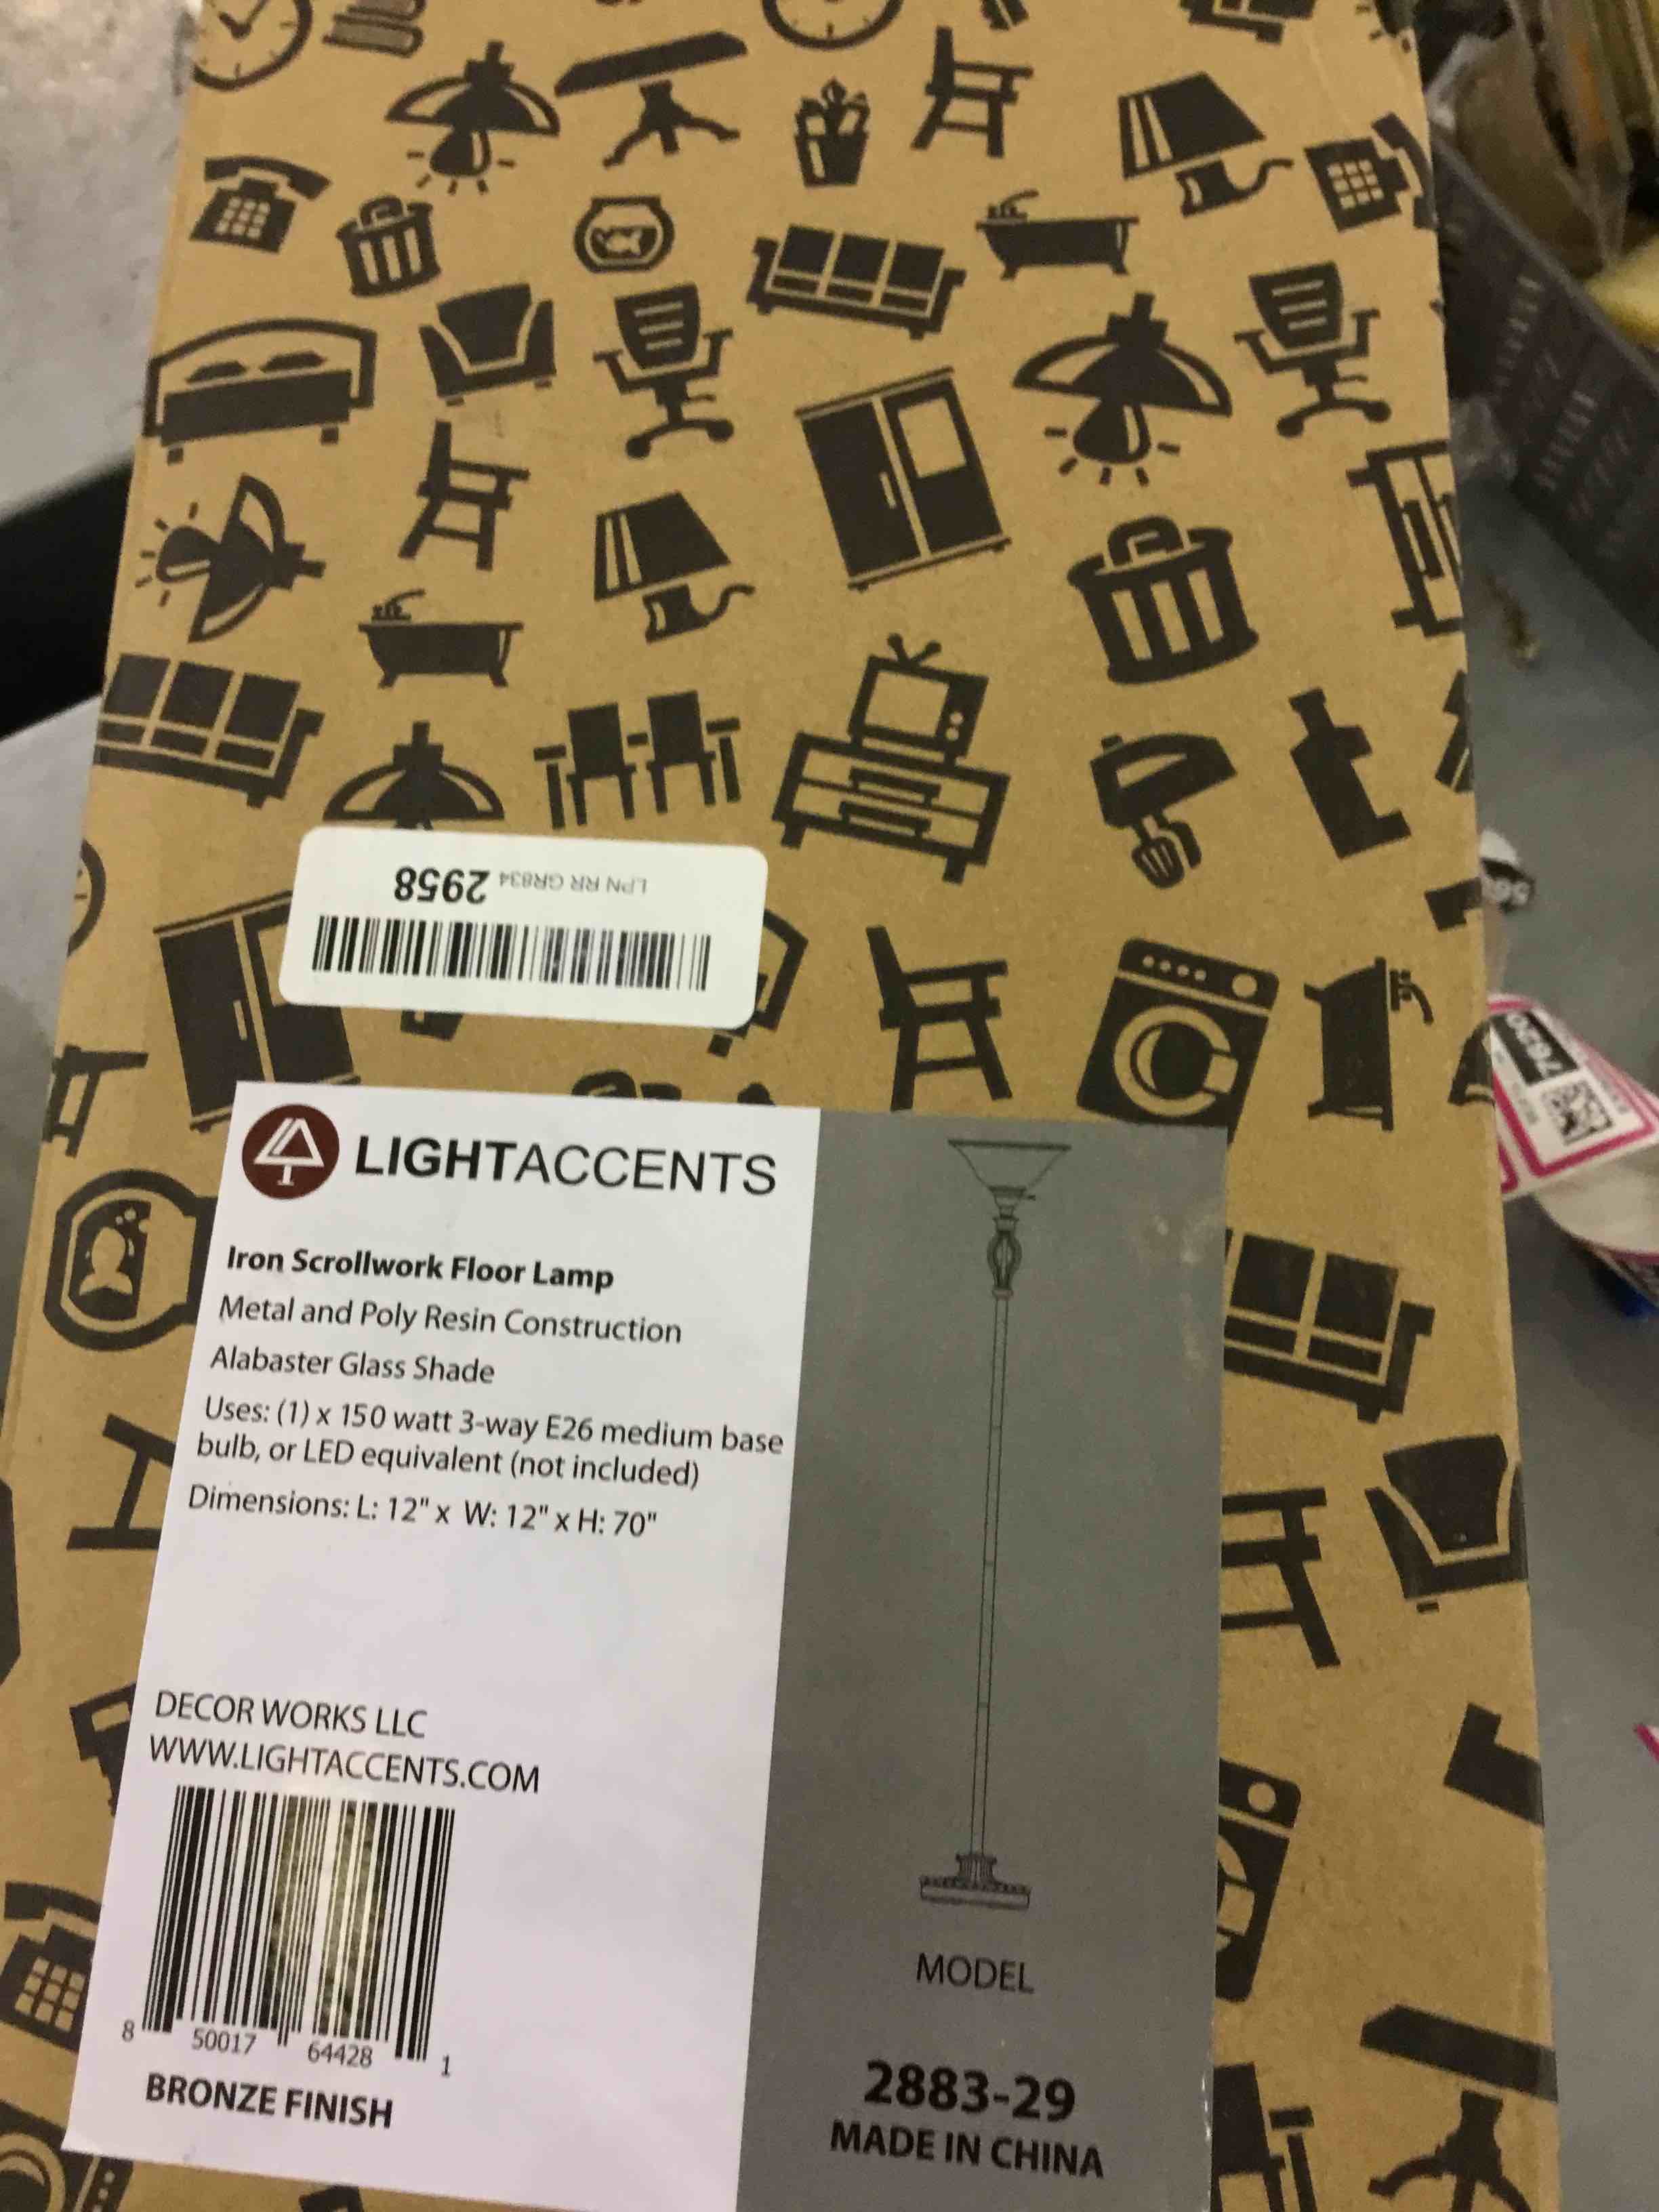 LPN RR GR834 2958
LIGHTACCENTS
Iron Scrollwork Floor Lamp
Metal and Poly Resin Construction
Alabaster Glass Shade
Uses: (1) x 150 watt 3-way E26 medium base
bulb, or LED equivalent (not included)
Dimensions: L: 12" x W: 12" x H: 70"
DECOR WORKS LLC
WWW.LIGHTACCENTS.COM
8 50017 64428 1
BRONZE FINISH
MODEL
2883-29
MADE IN CHINA